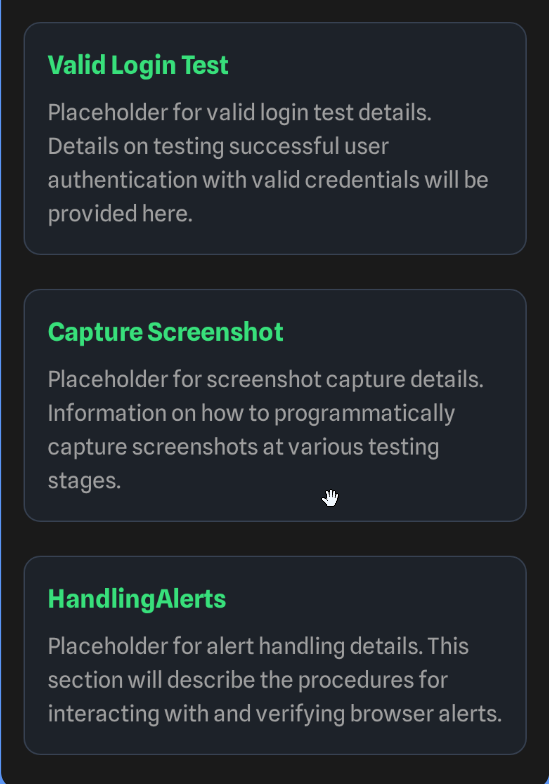 Valid Login Test
Placeholder for valid login test details.
Details on testing successful user
authentication with valid credentials will be
provided here.
Capture Screenshot
Placeholder for screenshot capture details.
Information on how to programmatically
capture screenshots at various testing
stages.
HandlingAlerts
Placeholder for alert handling details. This
section will describe the procedures for
interacting with and verifying browser alerts.